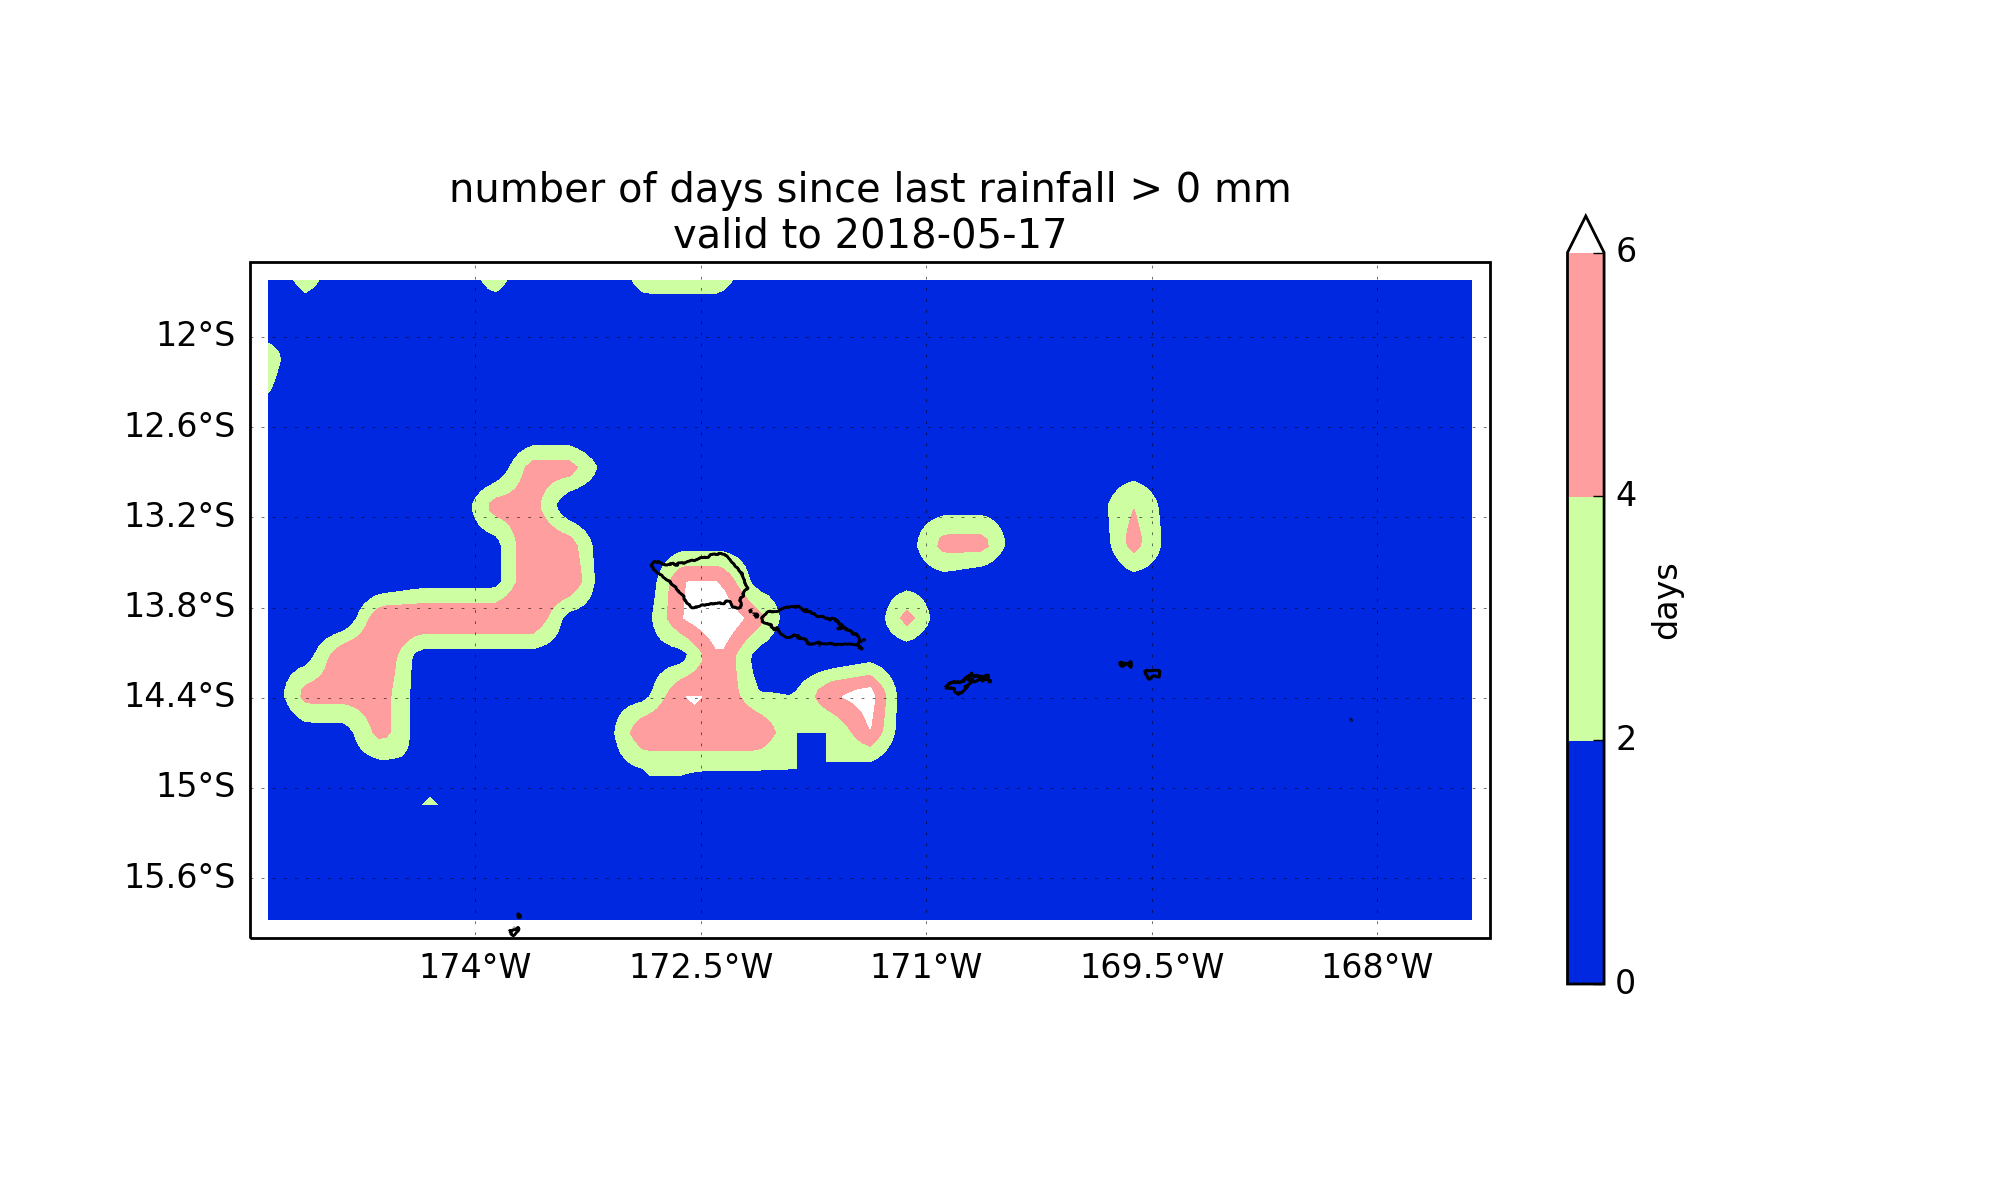 number of days since last rainfall > 0 mm
valid to 2018-05-17
12°S
12.6°S
13.2°S
13.8°S
14.4°S
15°S
15.6°S
174°W
172.5°W
171°W
169.5°W
168°W
6
4
2
0
days